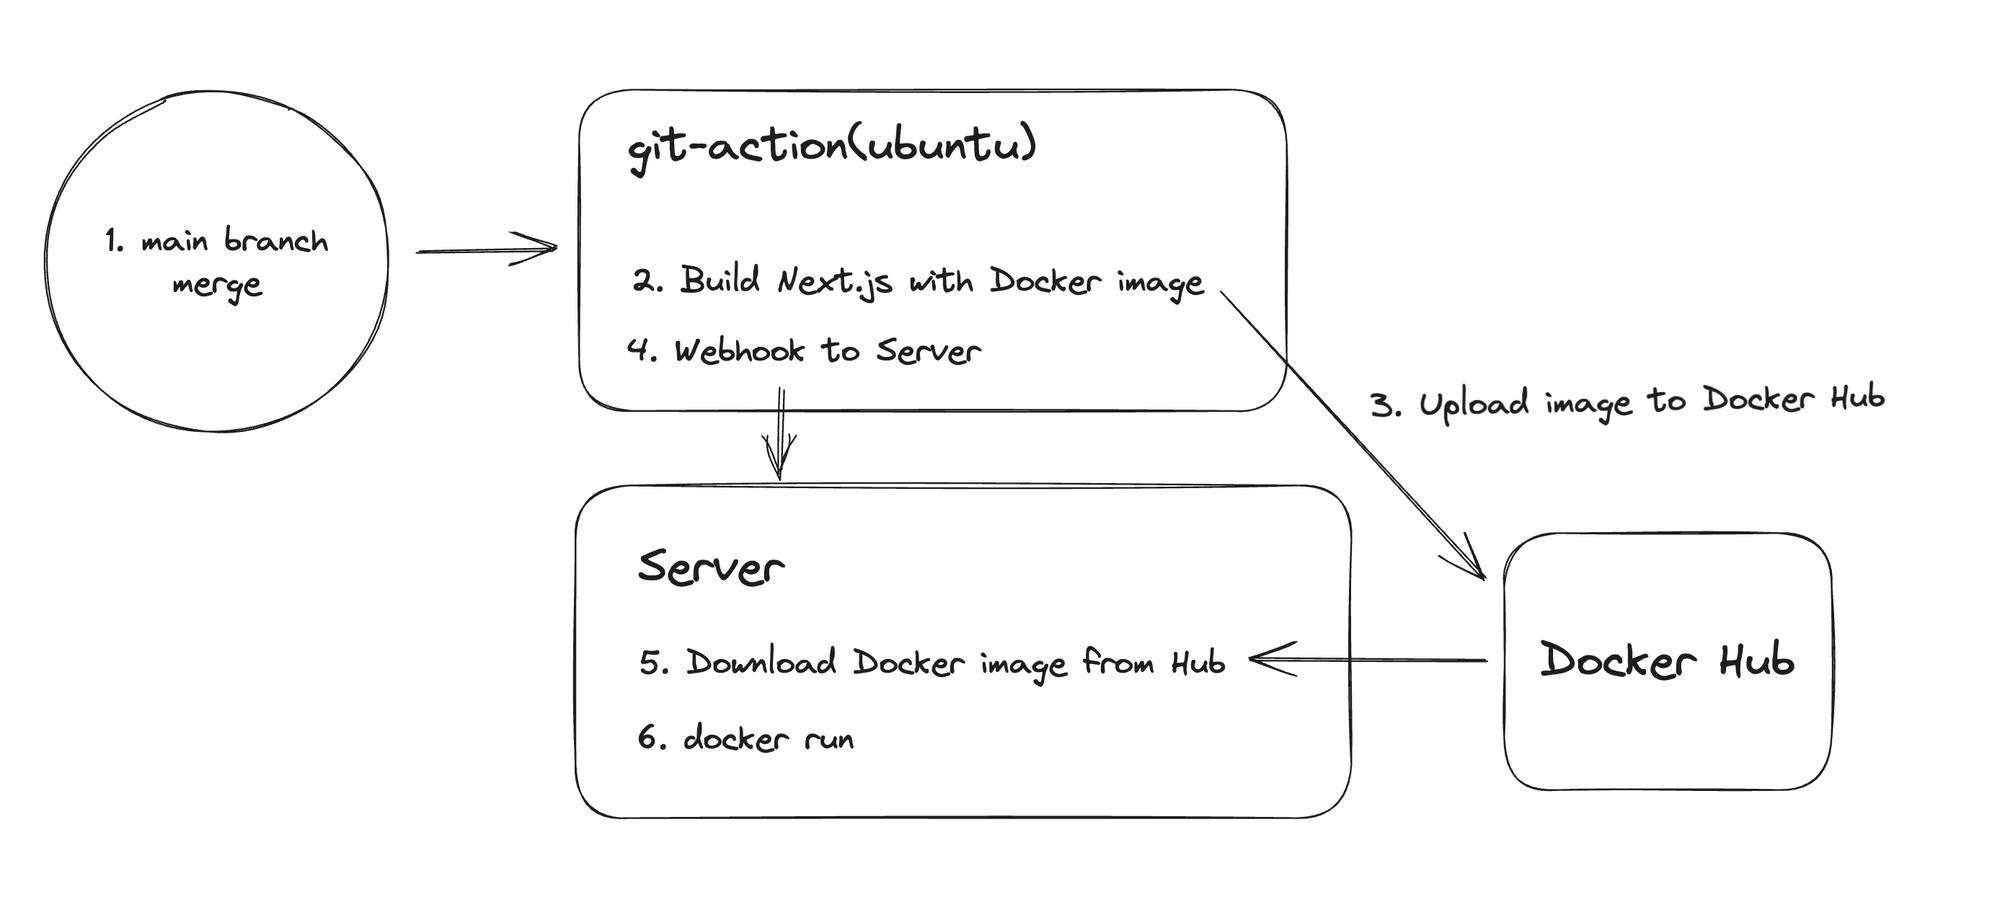 1. main branch
merge
git-action(ubuntu)
2. Build Next.js with Docker image
4. Webhook to Server
3. Upload image to Docker Hub
Server
5. Download Docker image from Hub
6. docker run
Docker Hub